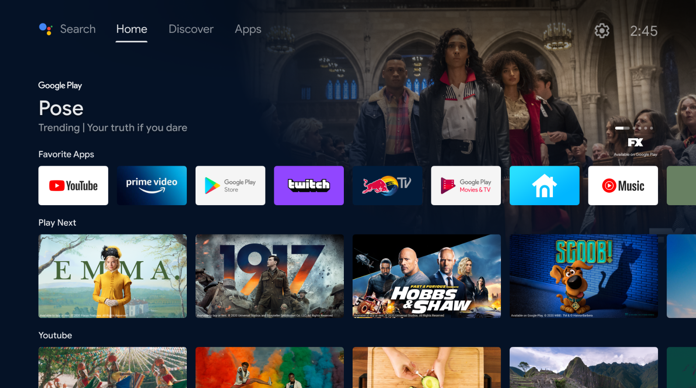 Search Home Discover Apps 2:45
Google Play
Pose
Trending | Your truth if you dare
FX
Available on Google Play
Favorite Apps
YouTube prime video Google Play Store twitch Red Bull TV Google Play Movies & TV Music
Play Next
EMMA. 1917 FAST & FURIOUS HOBBS & SHAW SCOOB!
Youtube